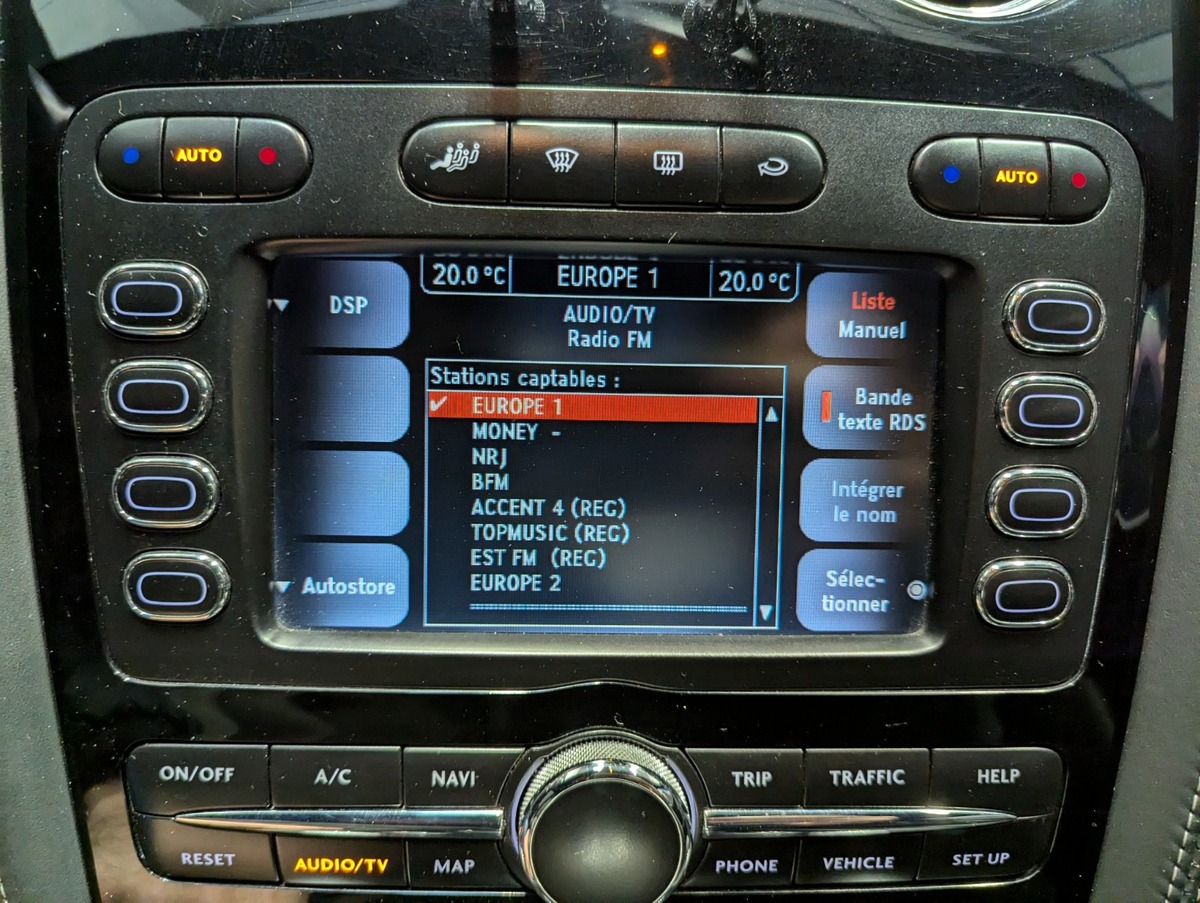 AUTO
AUTO
20.0 °C
EUROPE 1
20.0 °C
DSP
AUDIO/TV
Radio FM
Liste
Manuel
Stations captables :
✔ EUROPE 1
MONEY -
NRJ
BFM
ACCENT 4 (REG)
TOPMUSIC (REG)
EST FM (REG)
EUROPE 2
Bande
texte RDS
Intégrer
le nom
Autostore
Sélec-
tionner
ON/OFF
A/C
NAVI
TRIP
TRAFFIC
HELP
RESET
AUDIO/TV
MAP
PHONE
VEHICLE
SET UP